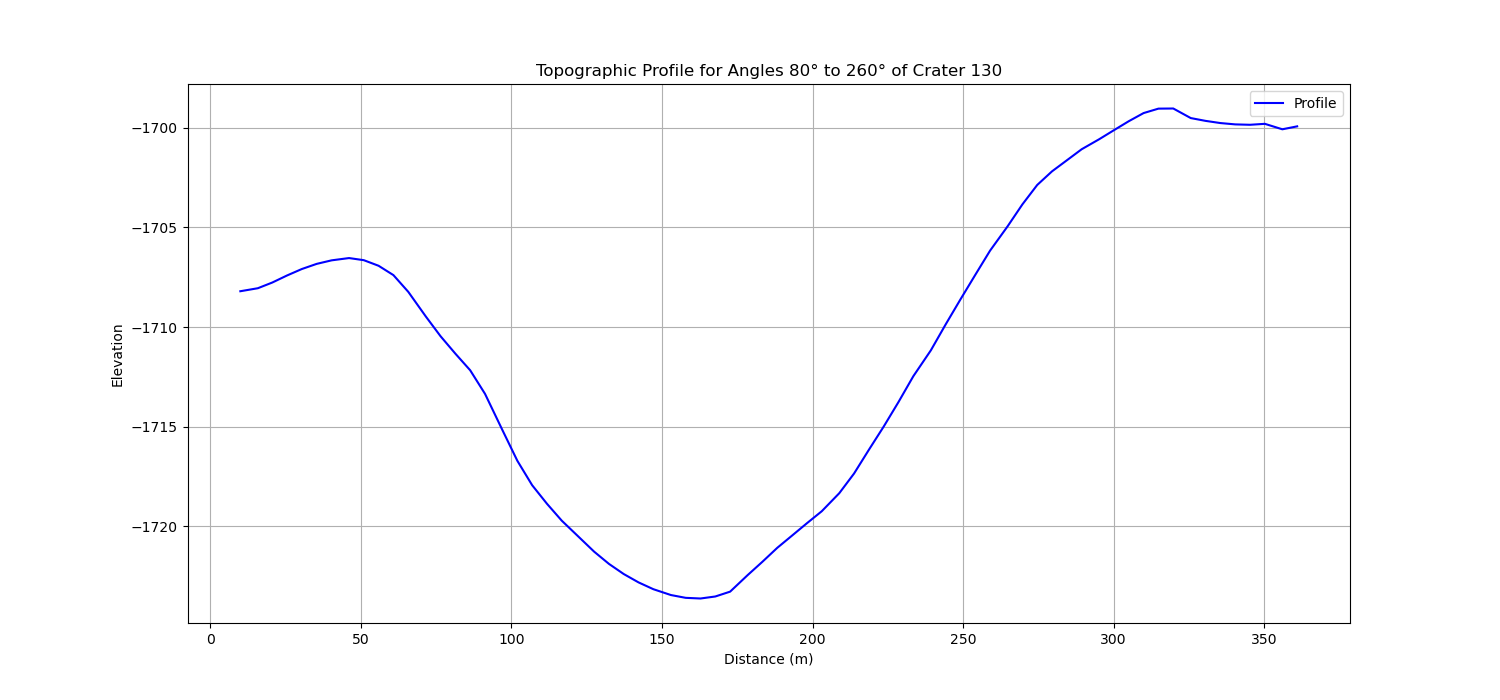 Topographic Profile for Angles 80° to 260° of Crater 130
Profile
−1700
−1705
−1710
−1715
−1720
Elevation
0 50 100 150 200 250 300 350
Distance (m)